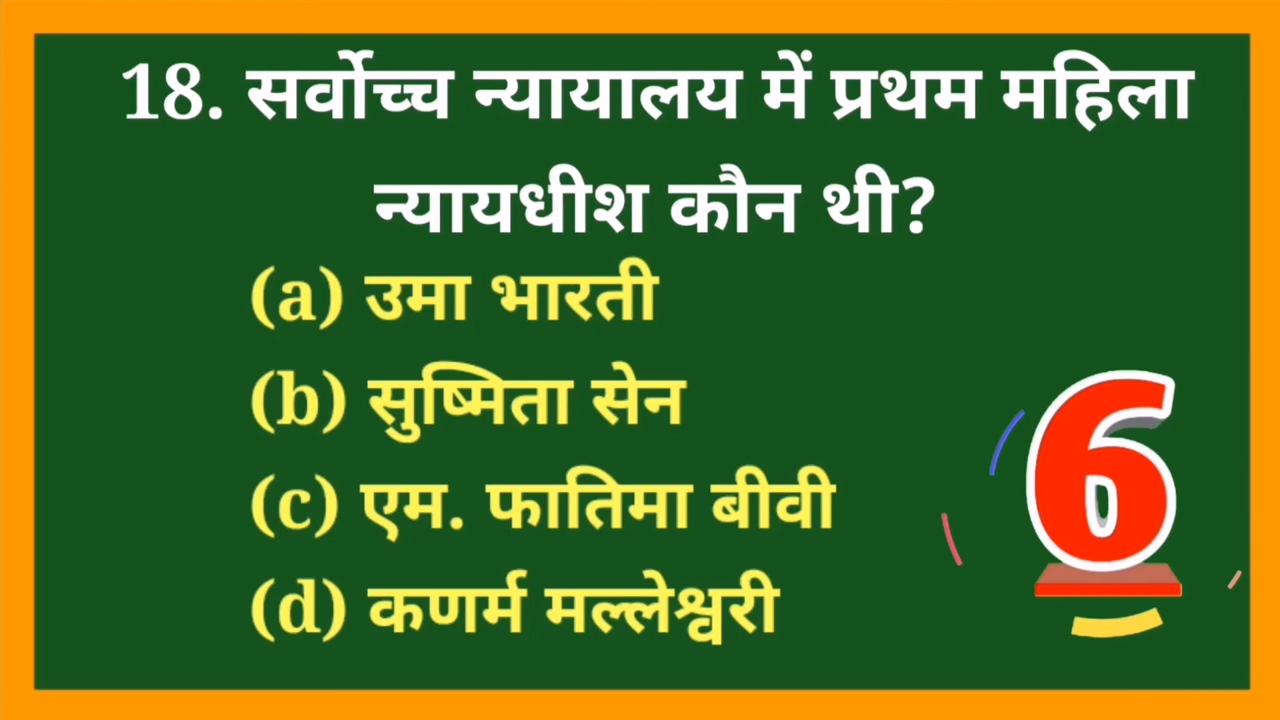 18. सर्वोच्च न्यायालय में प्रथम महिला
न्यायधीश कौन थी?
(a) उमा भारती
(b) सुष्मिता सेन
(c) एम. फातिमा बीवी
(d) कणर्म मल्लेश्वरी
6